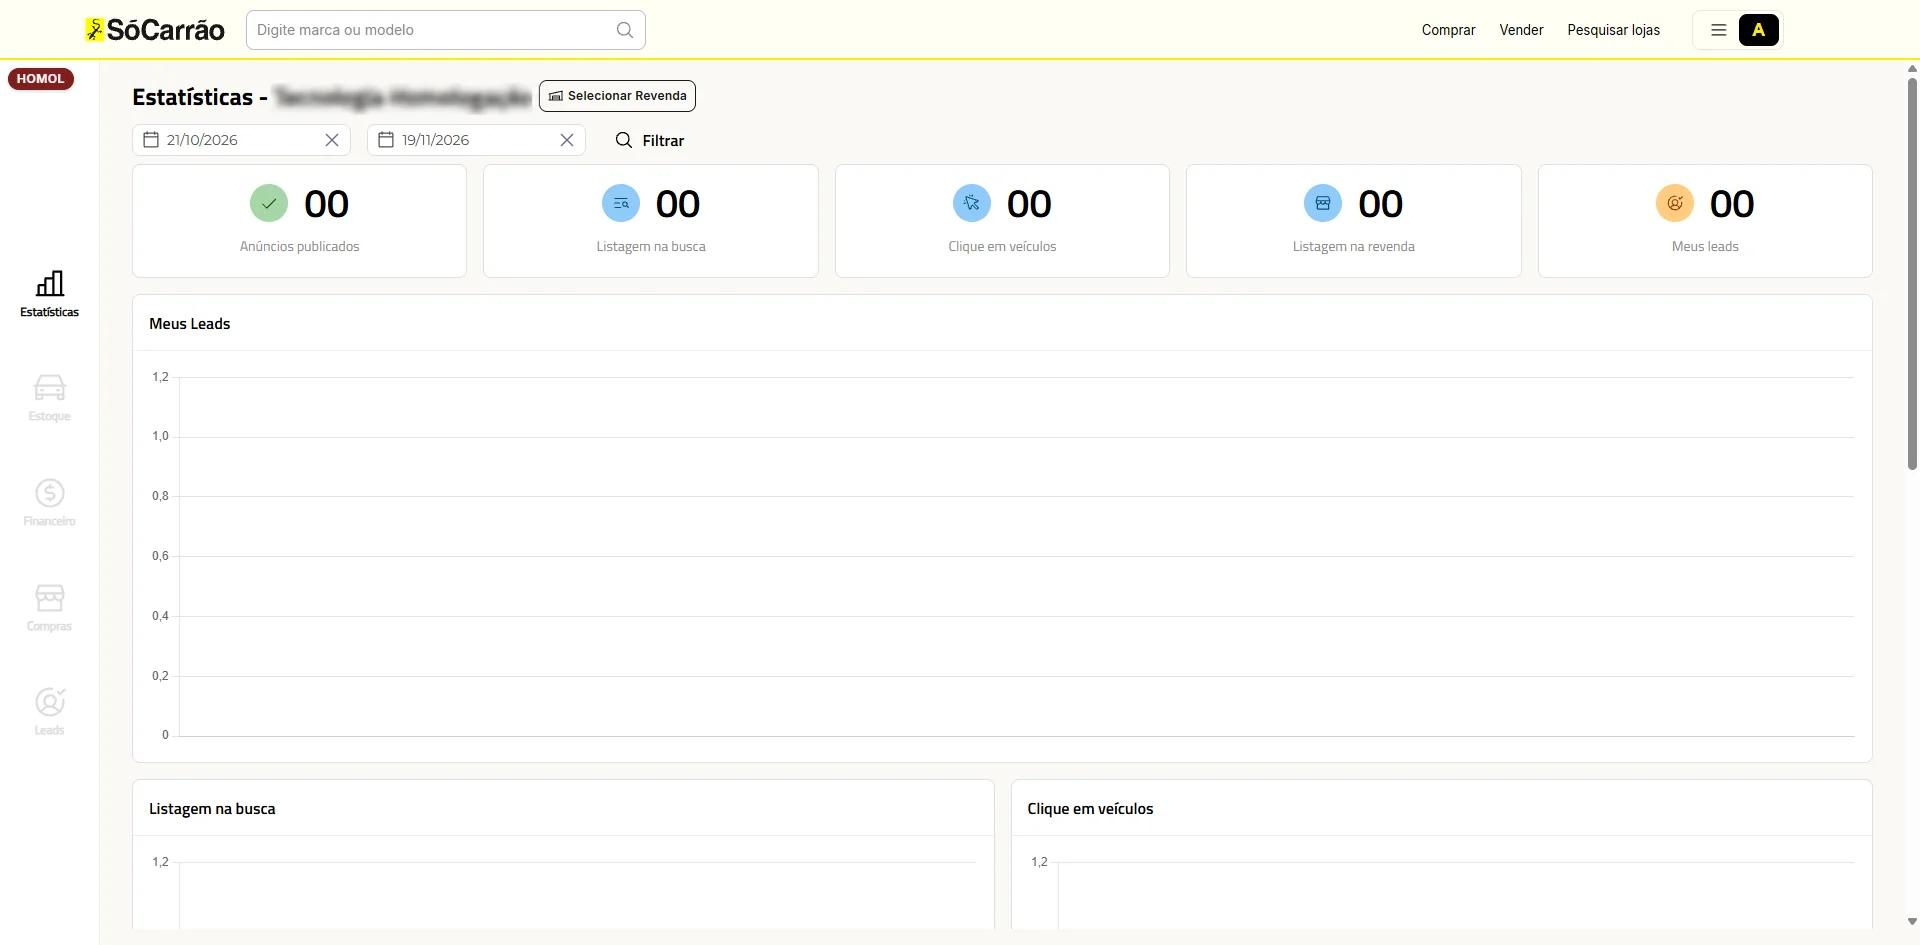 SóCarrão
Digite marca ou modelo
Comprar
Vender
Pesquisar lojas
A
HOMOL
Estatísticas -
Selecionar Revenda
21/10/2026
19/11/2026
Filtrar
00
Anúncios publicados
00
Listagem na busca
00
Clique em veículos
00
Listagem na revenda
00
Meus leads
Estatísticas
Estoque
Financeiro
Compras
Leads
Meus Leads
1,2
1,0
0,8
0,6
0,4
0,2
0
Listagem na busca
1,2
Clique em veículos
1,2